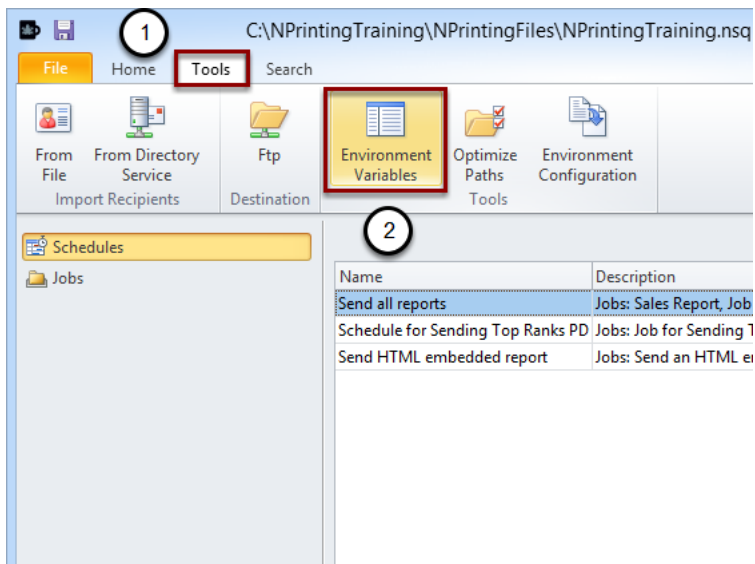 1
C:\NPrintingTraining\NPrintingFiles\NPrintingTraining.nsq
File Home Tools Search
From File
From Directory Service
Ftp
Environment Variables
Optimize Paths
Environment Configuration
Import Recipients Destination Tools
2
Schedules
Jobs
Name Description
Send all reports Jobs: Sales Report, Job
Schedule for Sending Top Ranks PD Jobs: Job for Sending T
Send HTML embedded report Jobs: Send an HTML e